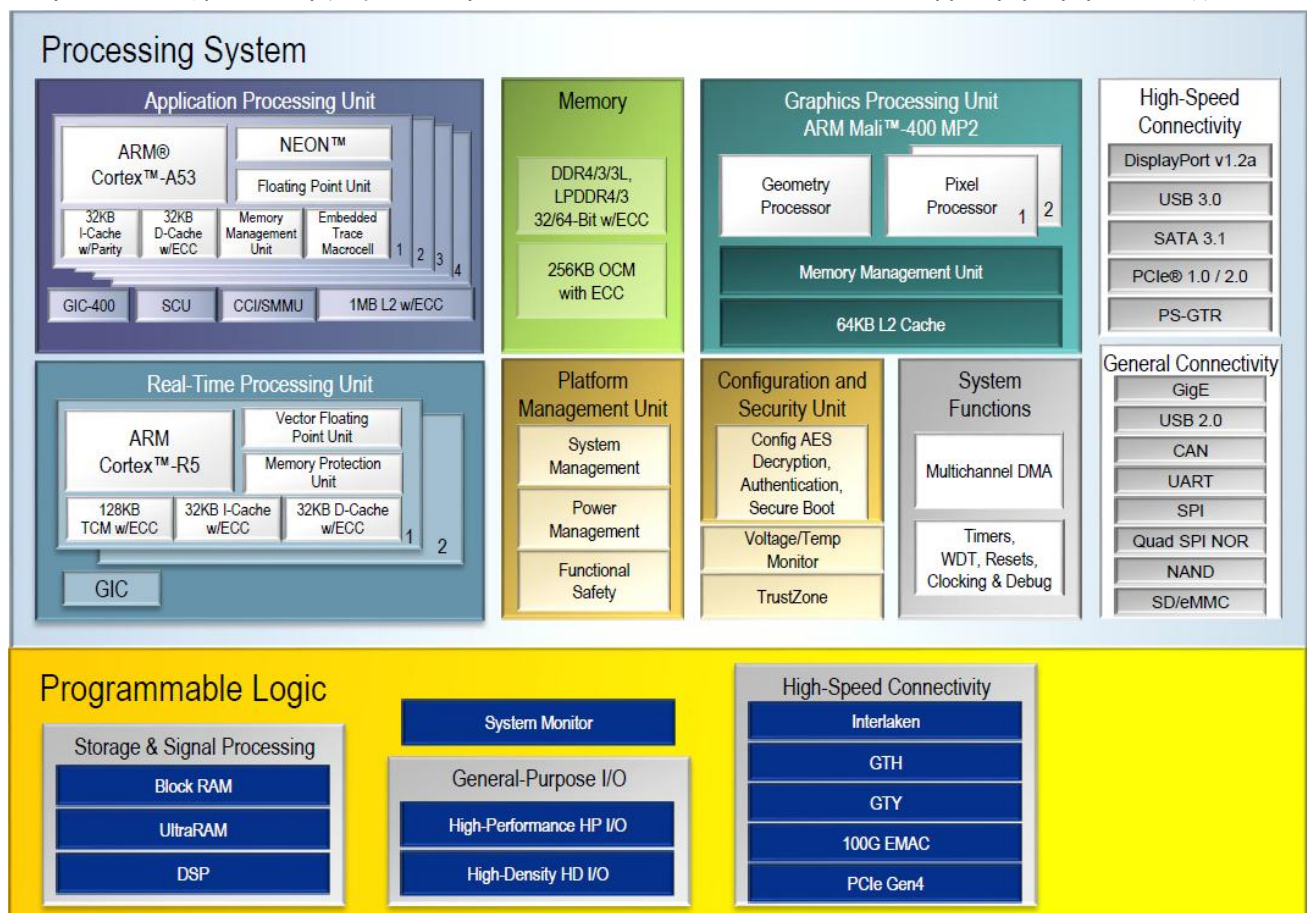 Processing System
Application Processing Unit
ARM®
Cortex™-A53
NEON™
Floating Point Unit
32KB
I-Cache
w/Parity
32KB
D-Cache
w/ECC
Memory
Management
Unit
Embedded
Trace
Macrocell
1
2
3
4
GIC-400
SCU
CCI/SMMU
1MB L2 w/ECC
Memory
DDR4/3/3L,
LPDDR4/3
32/64-Bit w/ECC
256KB OCM
with ECC
Graphics Processing Unit
ARM Mali™-400 MP2
Geometry
Processor
Pixel
Processor
1
2
Memory Management Unit
64KB L2 Cache
High-Speed
Connectivity
DisplayPort v1.2a
USB 3.0
SATA 3.1
PCIe® 1.0 / 2.0
PS-GTR
Real-Time Processing Unit
ARM
Cortex™-R5
Vector Floating
Point Unit
Memory Protection
Unit
128KB
TCM w/ECC
32KB I-Cache
w/ECC
32KB D-Cache
w/ECC
1
2
GIC
Platform
Management Unit
System
Management
Power
Management
Functional
Safety
Configuration and
Security Unit
Config AES
Decryption,
Authentication,
Secure Boot
Voltage/Temp
Monitor
TrustZone
System
Functions
Multichannel DMA
Timers,
WDT, Resets,
Clocking & Debug
General Connectivity
GigE
USB 2.0
CAN
UART
SPI
Quad SPI NOR
NAND
SD/eMMC
Programmable Logic
Storage & Signal Processing
Block RAM
UltraRAM
DSP
System Monitor
General-Purpose I/O
High-Performance HP I/O
High-Density HD I/O
High-Speed Connectivity
Interlaken
GTH
GTY
100G EMAC
PCIe Gen4